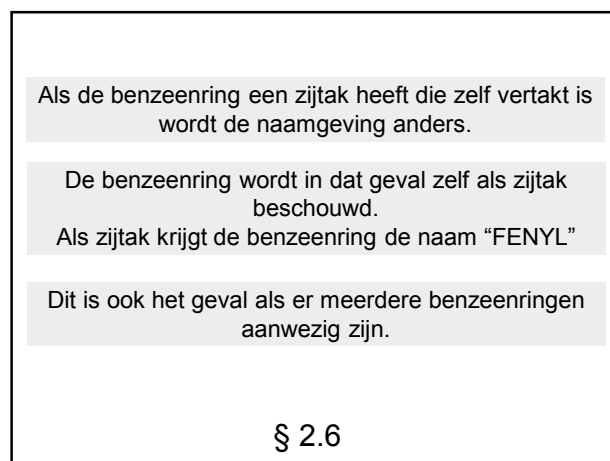 Als de benzeenring een zijtak heeft die zelf vertakt is
wordt de naamgeving anders.
De benzeenring wordt in dat geval zelf als zijtak
beschouwd.
Als zijtak krijgt de benzeenring de naam “FENYL”
Dit is ook het geval als er meerdere benzeenringen
aanwezig zijn.
§ 2.6